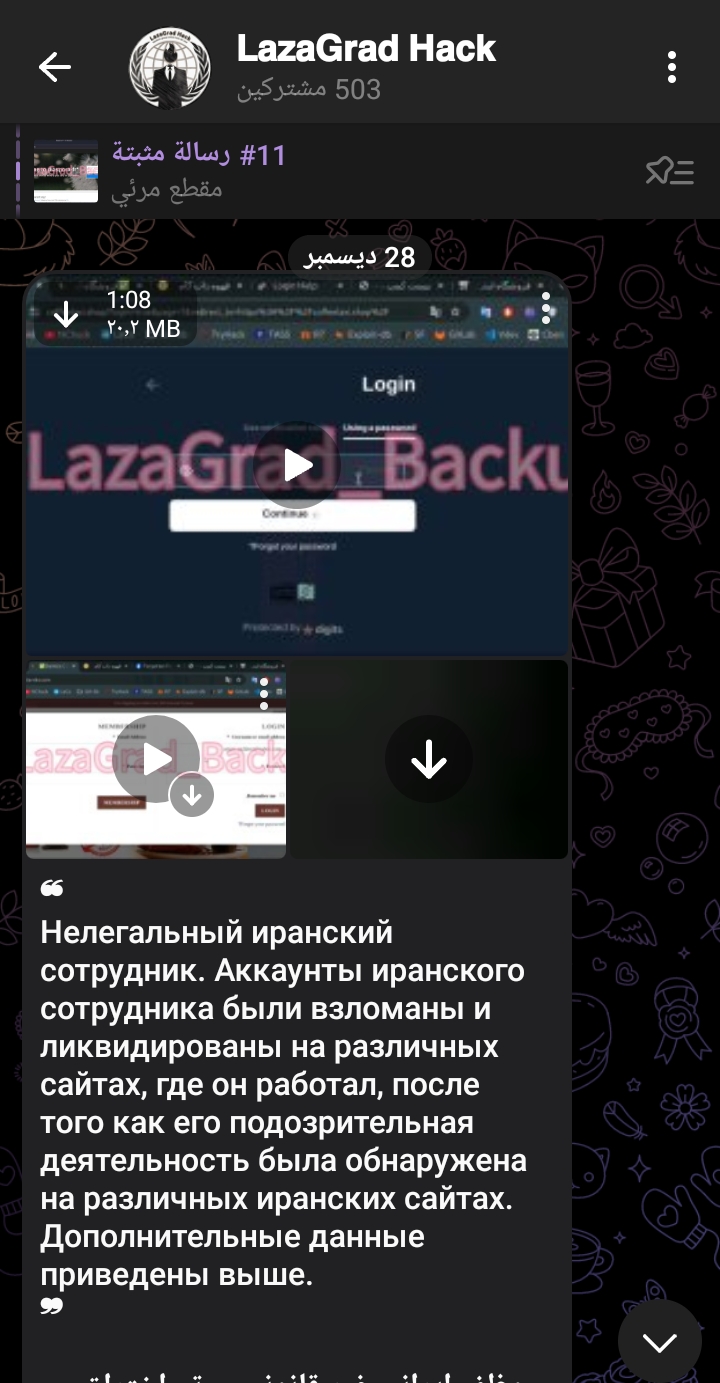 LazaGrad Hack
503 مشتركين
رسالة مثبتة #11
مقطع مرئي
28 ديسمبر
1:08
٢٠,٢ MB
Login
Using a password
LazaGrad_Backu
Continue
Forgot your password
Protected by digits
MEMBERSHIP
LOGIN
LazaGrad_Back
MEMBERSHIP
LOGIN
Нелегальный иранский
сотрудник. Аккаунты иранского
сотрудника были взломаны и
ликвидированы на различных
сайтах, где он работал, после
того как его подозрительная
деятельность была обнаружена
на различных иранских сайтах.
Дополнительные данные
приведены выше.